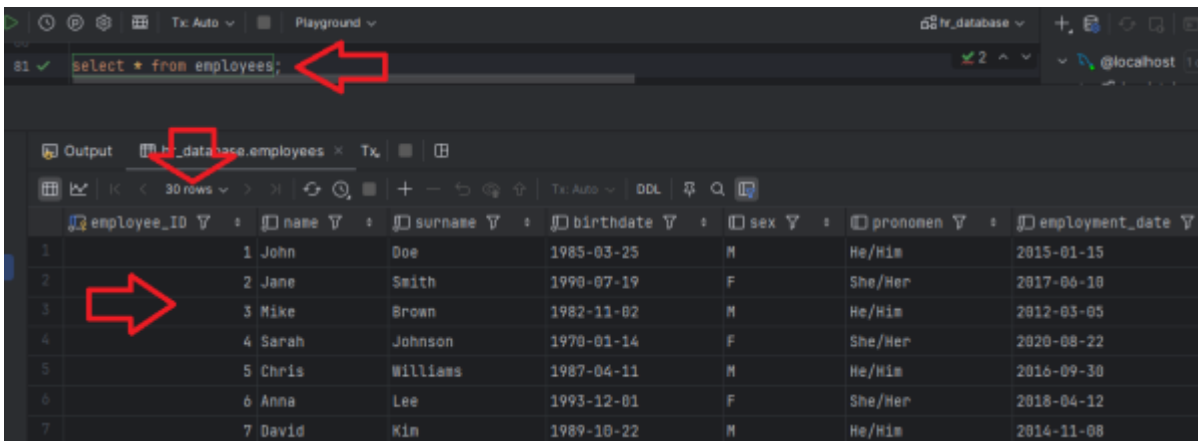 Tx: Auto Playground hr_database
81 select * from employees; 2 @localhost
Output hr_database.employees Tx
30 rows Tx: Auto DDL
employee_ID name surname birthdate sex pronomen employment_date
1 1 John Doe 1985-03-25 M He/Him 2015-01-15
2 2 Jane Smith 1990-07-19 F She/Her 2017-06-10
3 3 Mike Brown 1982-11-02 M He/Him 2012-03-05
4 4 Sarah Johnson 1970-01-14 F She/Her 2020-08-22
5 5 Chris Williams 1987-04-11 M He/Him 2016-09-30
6 6 Anna Lee 1993-12-01 F She/Her 2018-04-12
7 7 David Kim 1989-10-22 M He/Him 2014-11-08